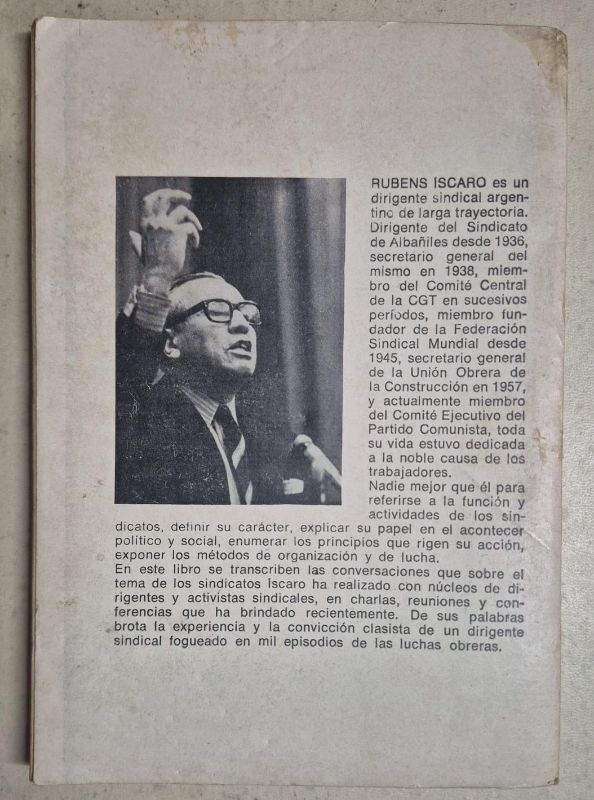 RUBENS ISCARO es un
dirigente sindical argen-
tino de larga trayectoria.
Dirigente del Sindicato
de Albañiles desde 1936,
secretario general del
mismo en 1938, miem-
bro del Comité Central
de la CGT en sucesivos
períodos, miembro fun-
dador de la Federación
Sindical Mundial desde
1945, secretario general
de la Unión Obrera de
la Construcción en 1957,
y actualmente miembro
del Comité Ejecutivo del
Partido Comunista, toda
su vida estuvo dedicada
a la noble causa de los
trabajadores.
Nadie mejor que él para
referirse a la función y
actividades de los sin-
dicatos, definir su carácter, explicar su papel en el acontecer
político y social, enumerar los principios que rigen su acción,
exponer los métodos de organización y de lucha.
En este libro se transcriben las conversaciones que sobre el
tema de los sindicatos Iscaro ha realizado con núcleos de di-
rigentes y activistas sindicales, en charlas, reuniones y con-
ferencias que ha brindado recientemente. De sus palabras
brota la experiencia y la convicción clasista de un dirigente
sindical fogueado en mil episodios de las luchas obreras.